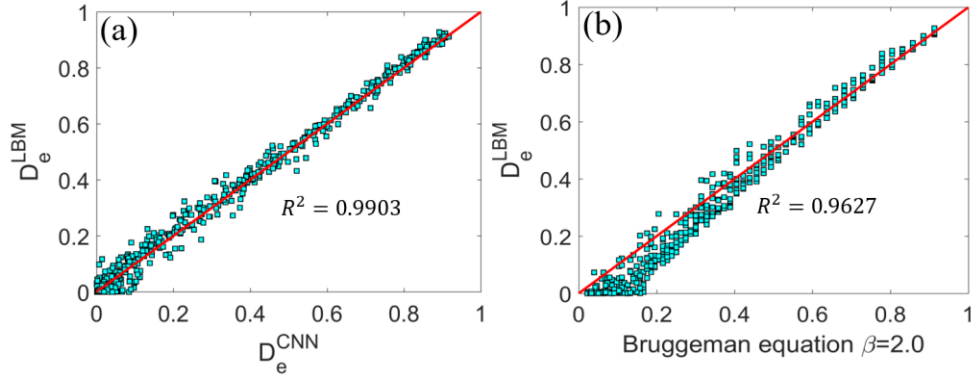 (a)
1
0.8
0.6
0.4
0.2
0
D_e^LBM
R² = 0.9903
0 0.2 0.4 0.6 0.8 1
D_e^CNN
(b)
1
0.8
0.6
0.4
0.2
0
D_e^LBM
R² = 0.9627
0 0.2 0.4 0.6 0.8 1
Bruggeman equation β=2.0